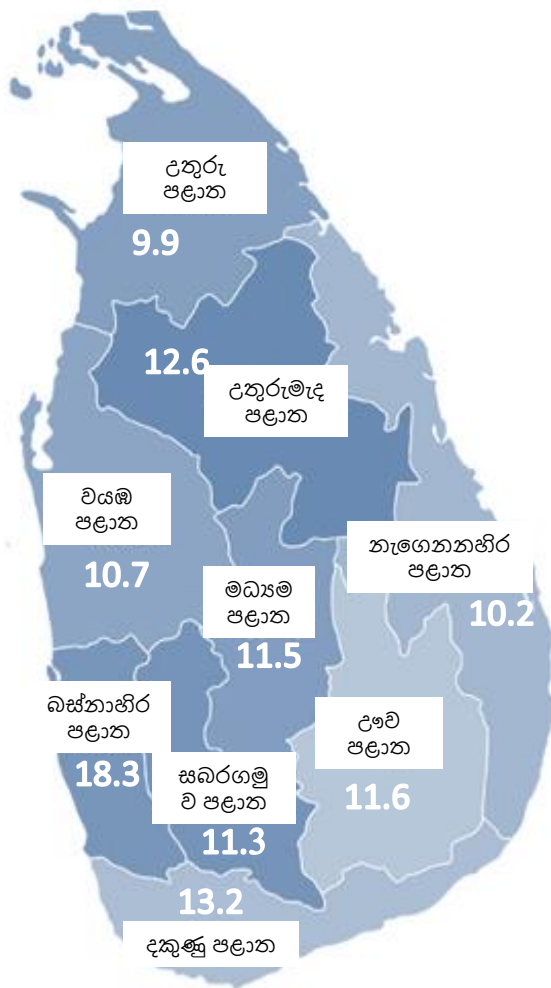 උතුරු
පළාත
9.9
12.6
උතුරුමැද
පළාත
වයඹ
පළාත
10.7
නැගෙනනහිර
පළාත
10.2
මධ්‍යම
පළාත
11.5
බස්නාහිර
පළාත
18.3
ඌව
පළාත
11.6
සබරගමු
ව පළාත
11.3
13.2
දකුණු පළාත